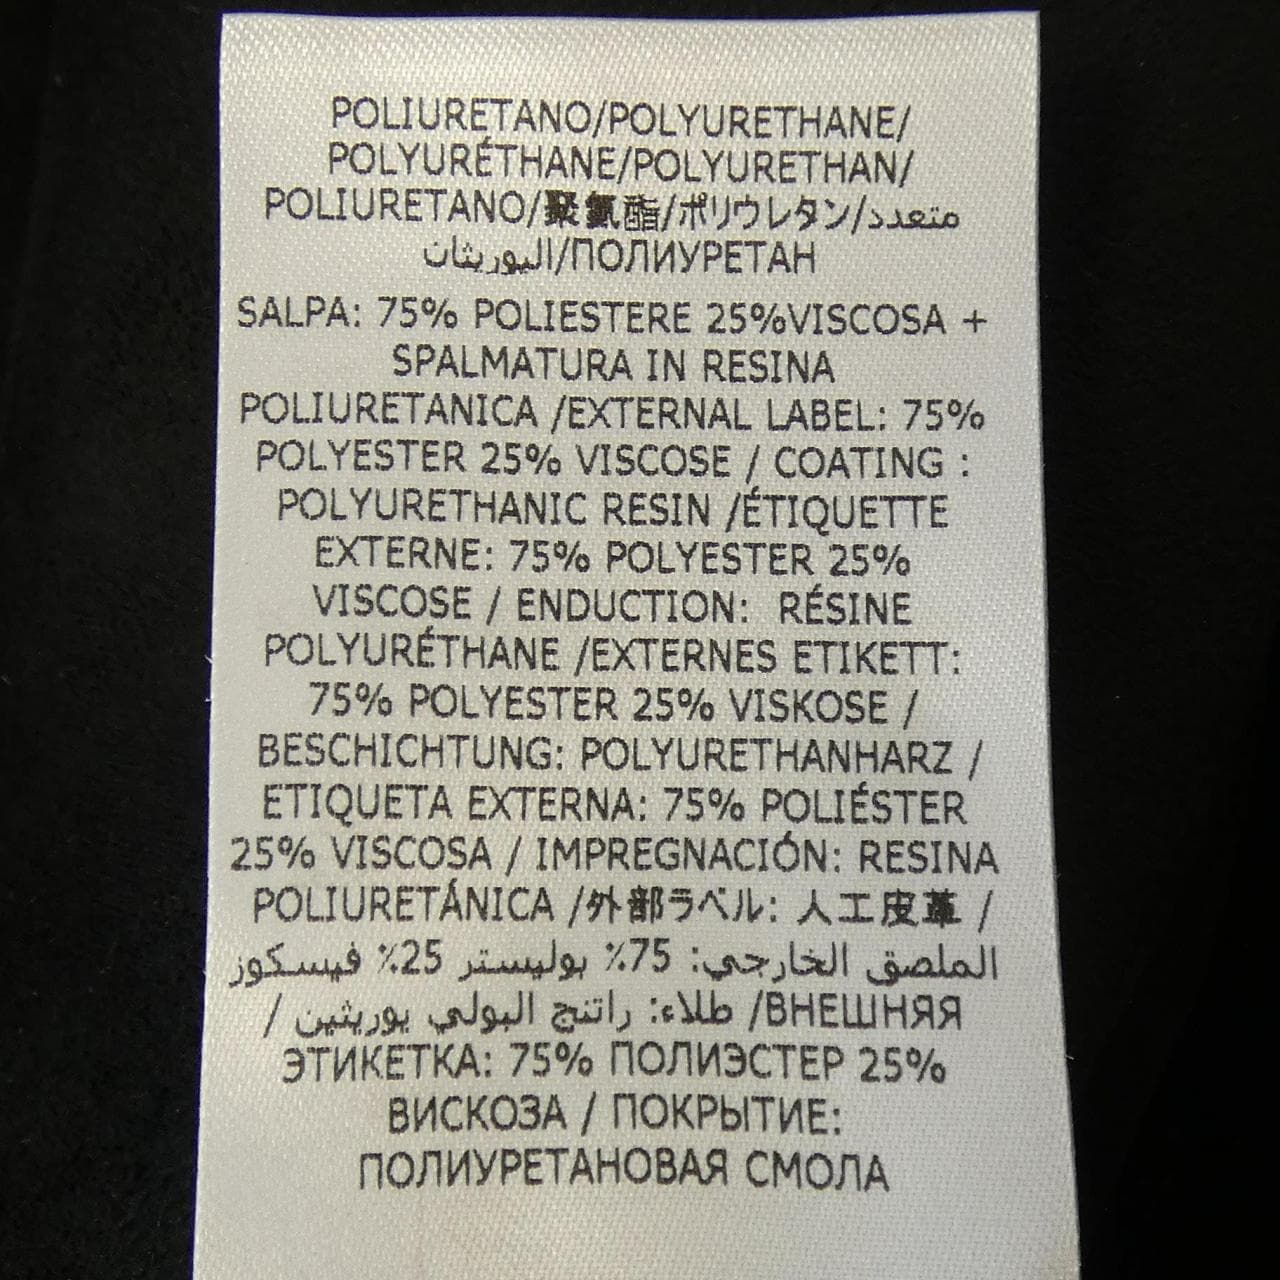 POLIURETANO/POLYURETHANE/
POLYURÉTHANE/POLYURETHAN/
POLIURETANO/聚氨酯/ポリウレタン/متعدد
اليوريثات/ПОЛИУРЕТАН
SALPA: 75% POLIESTERE 25%VISCOSA +
SPALMATURA IN RESINA
POLIURETANICA /EXTERNAL LABEL: 75%
POLYESTER 25% VISCOSE / COATING :
POLYURETHANIC RESIN /ÉTIQUETTE
EXTERNE: 75% POLYESTER 25%
VISCOSE / ENDUCTION: RÉSINE
POLYURÉTHANE /EXTERNES ETIKETT:
75% POLYESTER 25% VISKOSE /
BESCHICHTUNG: POLYURETHANHARZ /
ETIQUETA EXTERNA: 75% POLIÉSTER
25% VISCOSA / IMPREGNACIÓN: RESINA
POLIURETÁNICA /外部ラベル: 人工皮革 /
الملصق الخارجي: 75٪ بوليستر 25٪ فيسكوز
/ طلاء: راتنج البولي يوريثين /ВНЕШНЯЯ
ЭТИКЕТКА: 75% ПОЛИЭСТЕР 25%
ВИСКОЗА / ПОКРЫТИЕ:
ПОЛИУРЕТАНОВАЯ СМОЛА